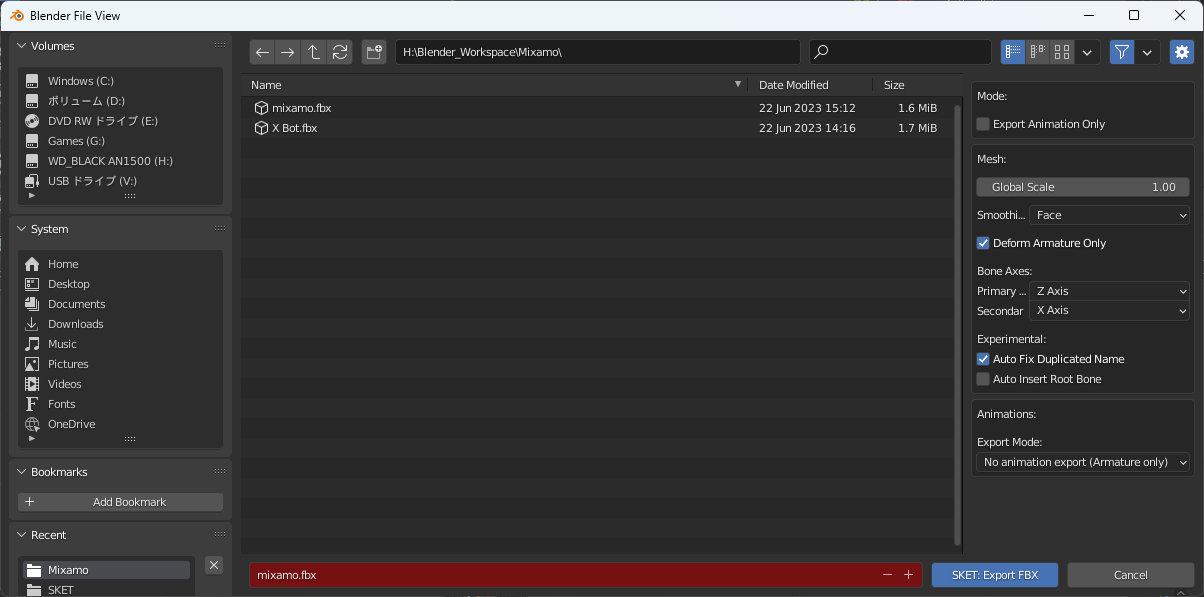 Blender File View
Volumes
Windows (C:)
ボリューム (D:)
DVD RW ドライブ (E:)
Games (G:)
WD_BLACK AN1500 (H:)
USB ドライブ (V:)
System
Home
Desktop
Documents
Downloads
Music
Pictures
Videos
Fonts
OneDrive
Bookmarks
Add Bookmark
Recent
Mixamo
SKET
H:\Blender_Workspace\Mixamo\
Name Date Modified Size
mixamo.fbx 22 Jun 2023 15:12 1.6 MiB
X Bot.fbx 22 Jun 2023 14:16 1.7 MiB
mixamo.fbx
SKET: Export FBX
Cancel
Mode:
Export Animation Only
Mesh:
Global Scale 1.00
Smoothi... Face
Deform Armature Only
Bone Axes:
Primary ... Z Axis
Secondar X Axis
Experimental:
Auto Fix Duplicated Name
Auto Insert Root Bone
Animations:
Export Mode:
No animation export (Armature only)